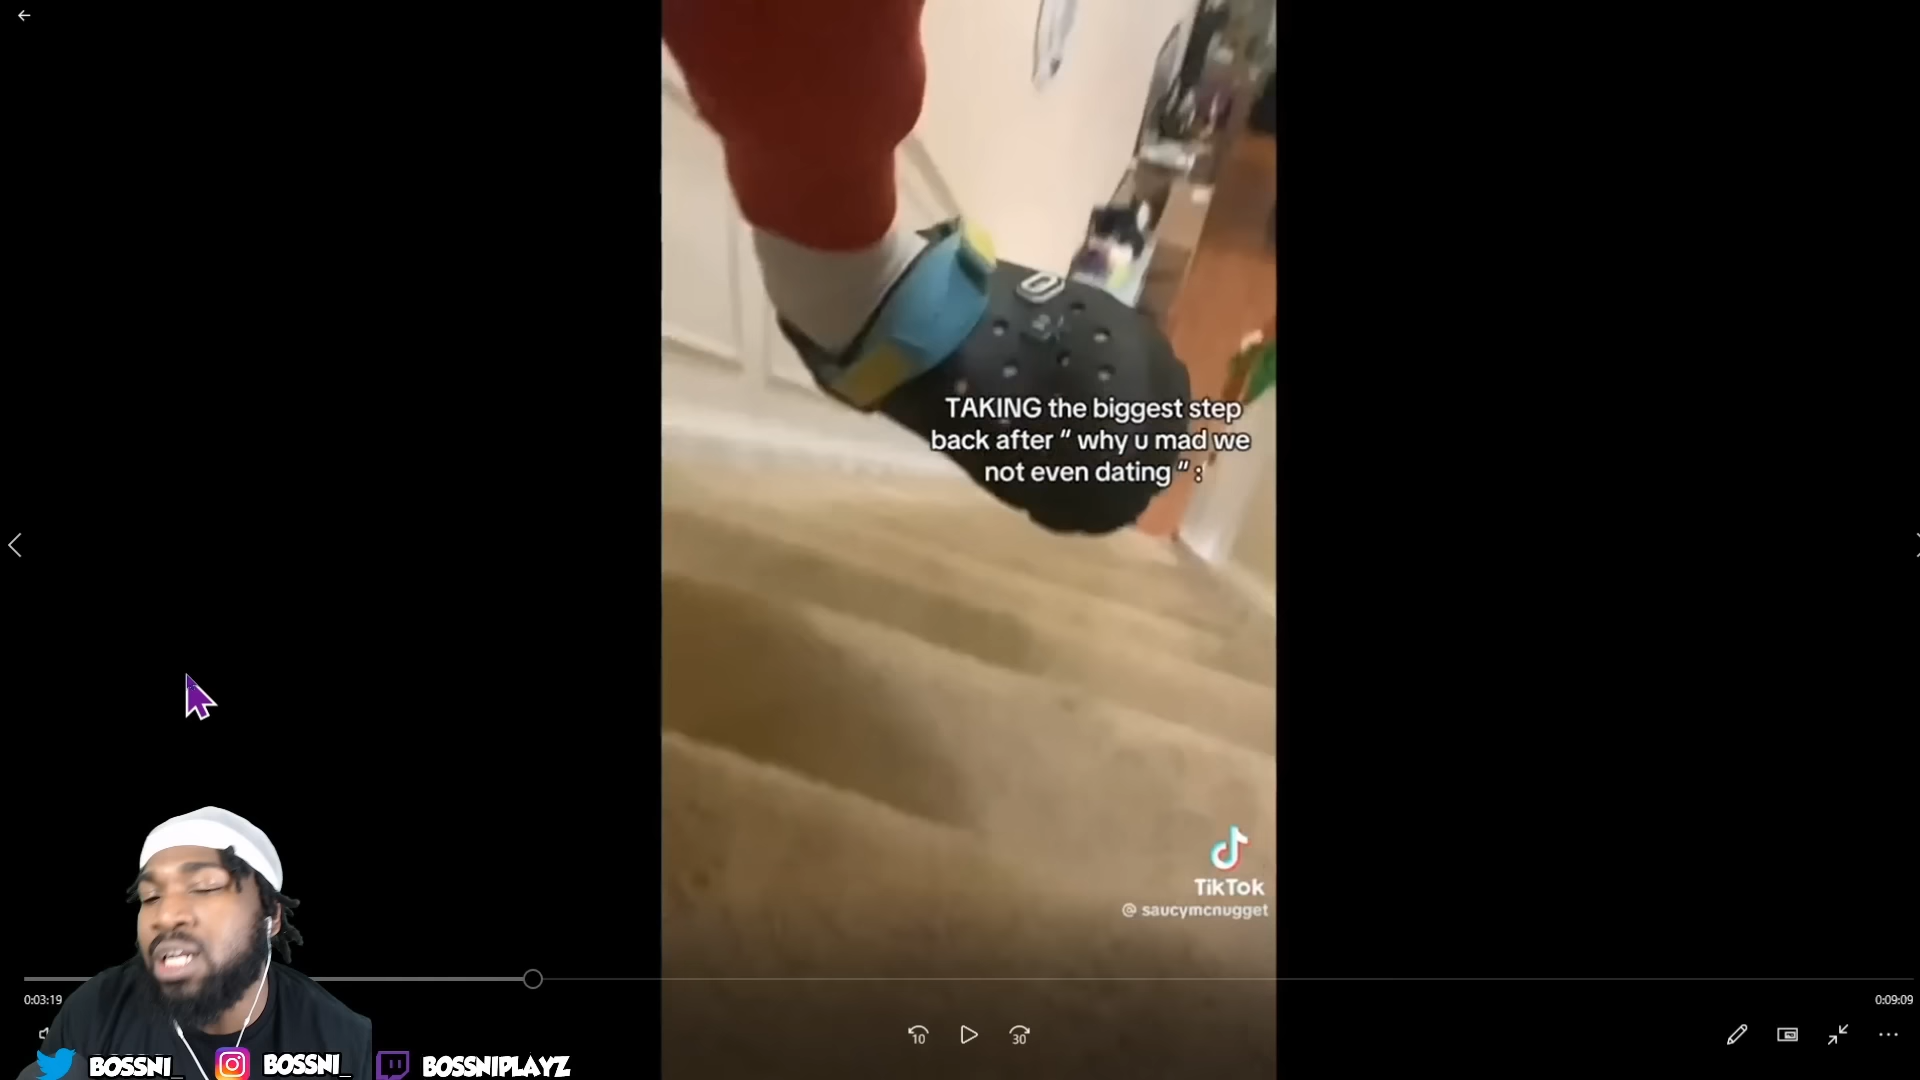 TAKING the biggest step
back after “ why u mad we
not even dating “ :
TikTok
@ saucymcnugget
0:03:19
0:09:09
10
30
BOSSNI_
BOSSNI_
BOSSNIPLAYZ